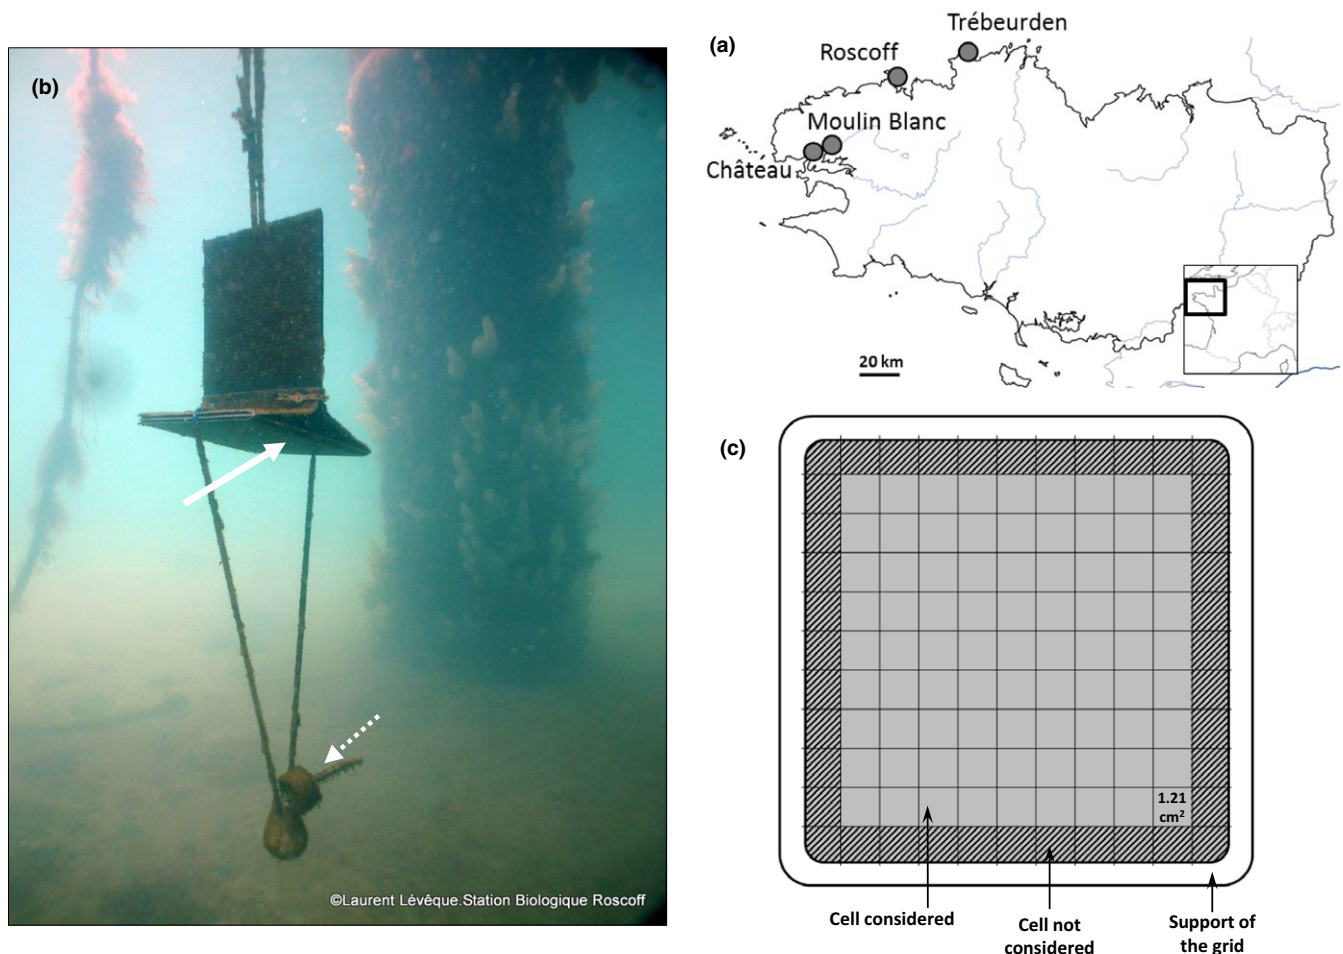 (b)
©Laurent Lévêque.Station Biologique Roscoff
(a)
Trébeurden
Roscoff
Moulin Blanc
Château
20 km
(c)
1.21
cm²
Cell considered
Cell not
considered
Support of
the grid